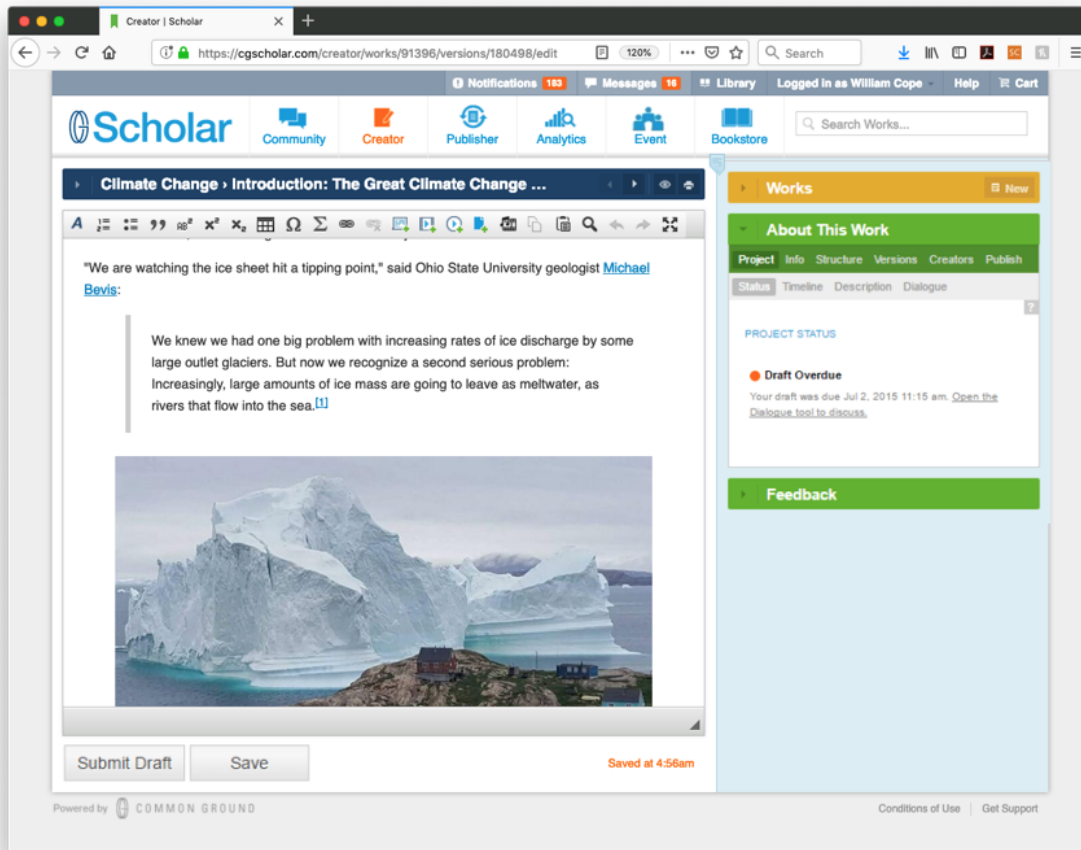 Creator | Scholar
https://cgscholar.com/creator/works/91396/versions/180498/edit
120%
Search
Notifications 183
Messages 16
Library
Logged in as William Cope
Help
Cart
Scholar
Community
Creator
Publisher
Analytics
Event
Bookstore
Search Works...
Climate Change › Introduction: The Great Climate Change ...
"We are watching the ice sheet hit a tipping point," said Ohio State University geologist Michael
Bevis:
We knew we had one big problem with increasing rates of ice discharge by some
large outlet glaciers. But now we recognize a second serious problem:
Increasingly, large amounts of ice mass are going to leave as meltwater, as
rivers that flow into the sea.[1]
Submit Draft
Save
Saved at 4:56am
Works
New
About This Work
Project Info Structure Versions Creators Publish
Status Timeline Description Dialogue
?
PROJECT STATUS
Draft Overdue
Your draft was due Jul 2, 2015 11:15 am. Open the
Dialogue tool to discuss.
Feedback
Powered by COMMON GROUND
Conditions of Use | Get Support